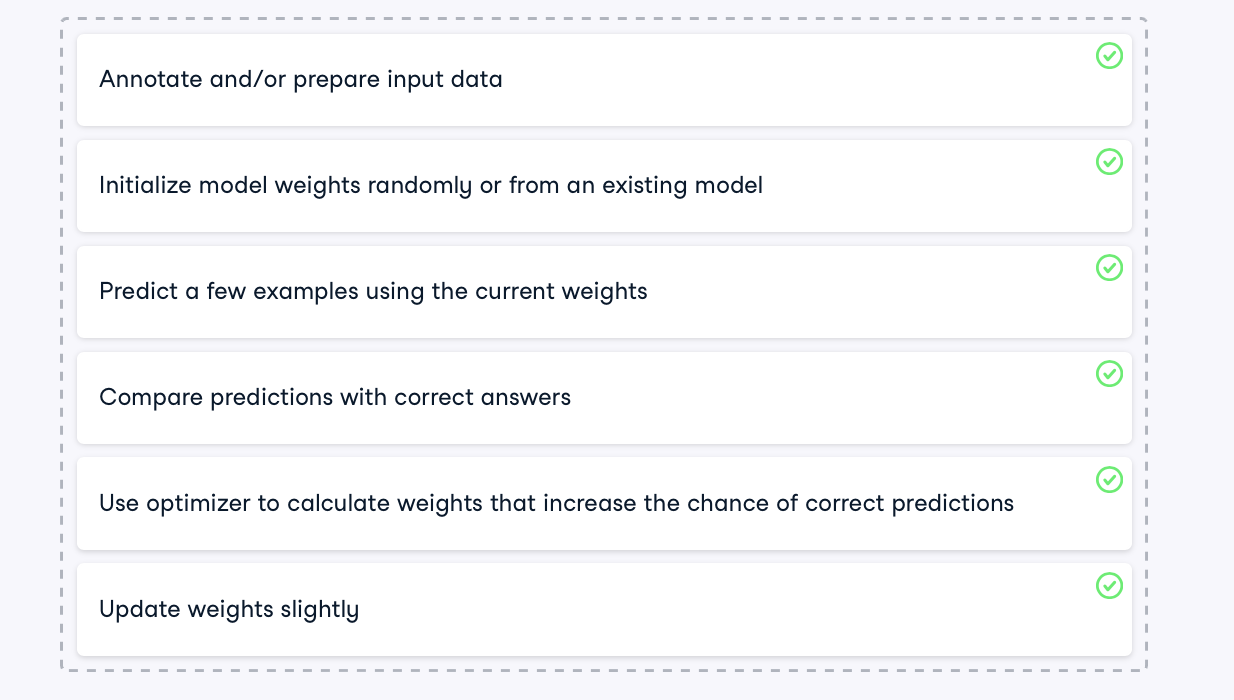 Annotate and/or prepare input data
Initialize model weights randomly or from an existing model
Predict a few examples using the current weights
Compare predictions with correct answers
Use optimizer to calculate weights that increase the chance of correct predictions
Update weights slightly